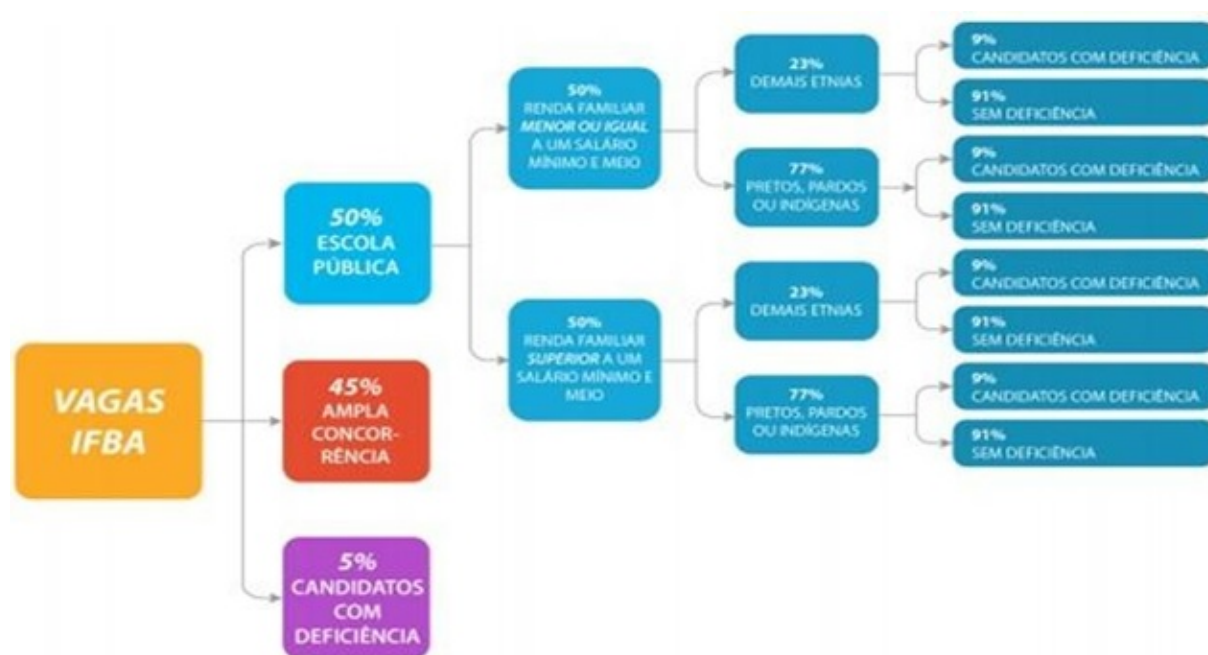 VAGAS
IFBA
50%
ESCOLA
PÚBLICA
45%
AMPLA
CONCOR-
RÊNCIA
5%
CANDIDATOS
COM
DEFICIÊNCIA
50%
RENDA FAMILIAR
MENOR OU IGUAL
A UM SALÁRIO
MÍNIMO E MEIO
50%
RENDA FAMILIAR
SUPERIOR A UM
SALÁRIO MÍNIMO E
MEIO
23%
DEMAIS ETNIAS
77%
PRETOS, PARDOS
OU INDÍGENAS
23%
DEMAIS ETNIAS
77%
PRETOS, PARDOS
OU INDÍGENAS
9%
CANDIDATOS COM DEFICIÊNCIA
91%
SEM DEFICIÊNCIA
9%
CANDIDATOS COM DEFICIÊNCIA
91%
SEM DEFICIÊNCIA
9%
CANDIDATOS COM DEFICIÊNCIA
91%
SEM DEFICIÊNCIA
9%
CANDIDATOS COM DEFICIÊNCIA
91%
SEM DEFICIÊNCIA